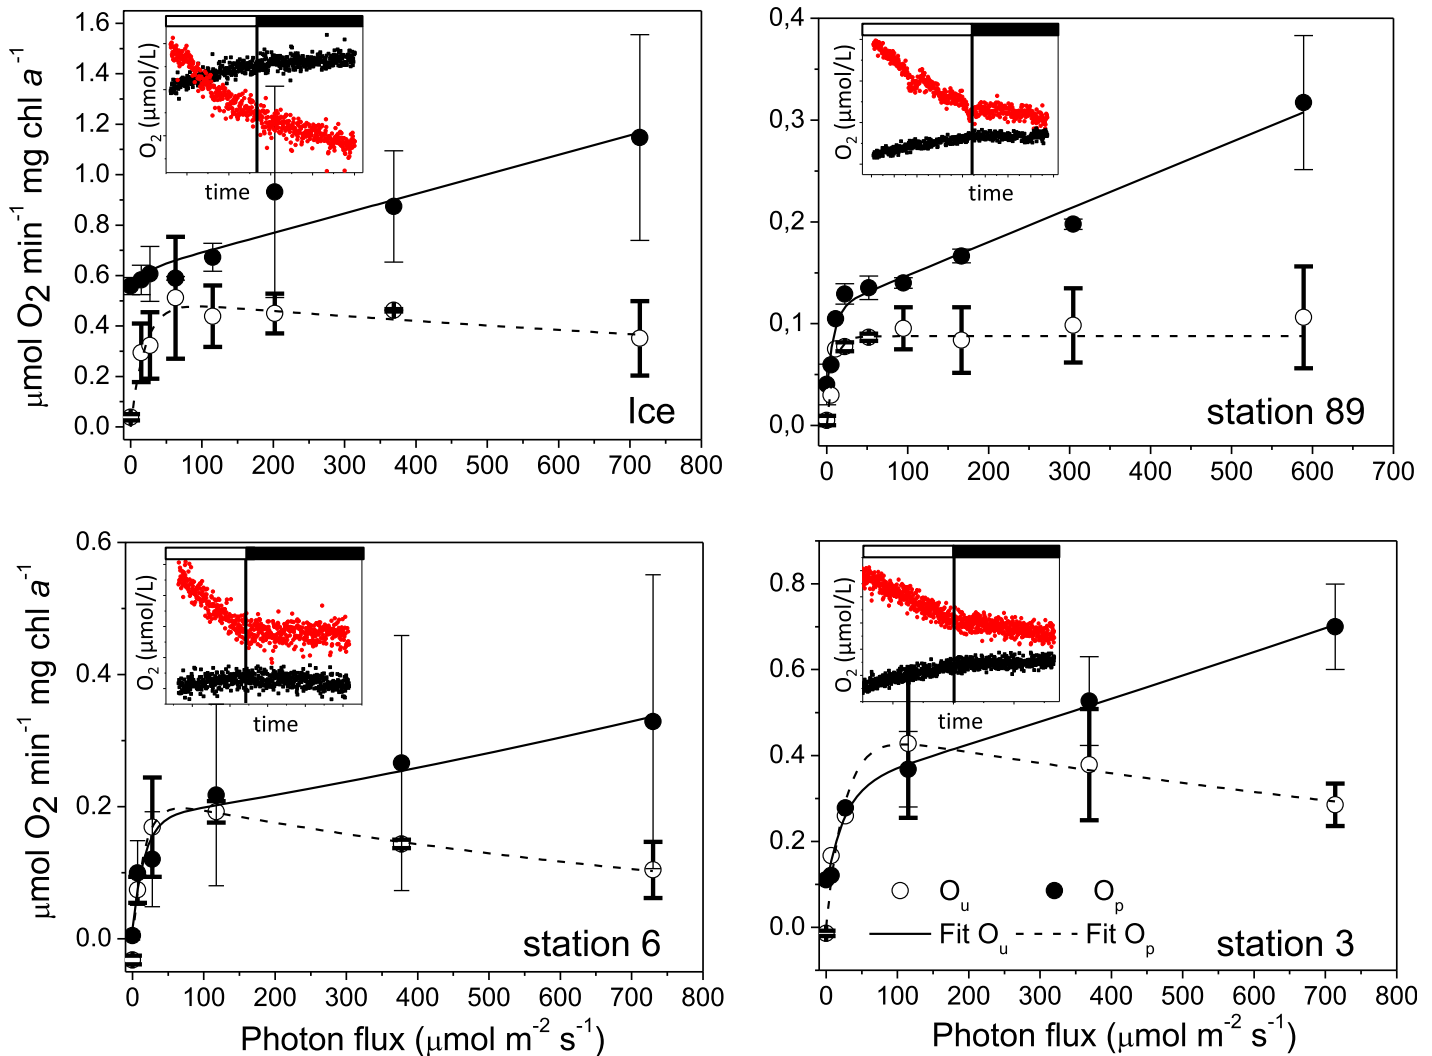 μmol O2 min-1 mg chl a-1
1.6
1.4
1.2
1.0
0.8
0.6
0.4
0.2
0.0
O2 (μmol/L)
time
Ice
0 100 200 300 400 500 600 700 800
0,4
0,3
0,2
0,1
0,0
O2 (μmol/L)
time
station 89
0 100 200 300 400 500 600 700
μmol O2 min-1 mg chl a-1
0.6
0.4
0.2
0.0
O2 (μmol/L)
time
station 6
0 100 200 300 400 500 600 700 800
Photon flux (μmol m-2 s-1)
0.8
0.6
0.4
0.2
0.0
O2 (μmol/L)
time
Ou Op
Fit Ou Fit Op
station 3
0 100 200 300 400 500 600 700 800
Photon flux (μmol m-2 s-1)